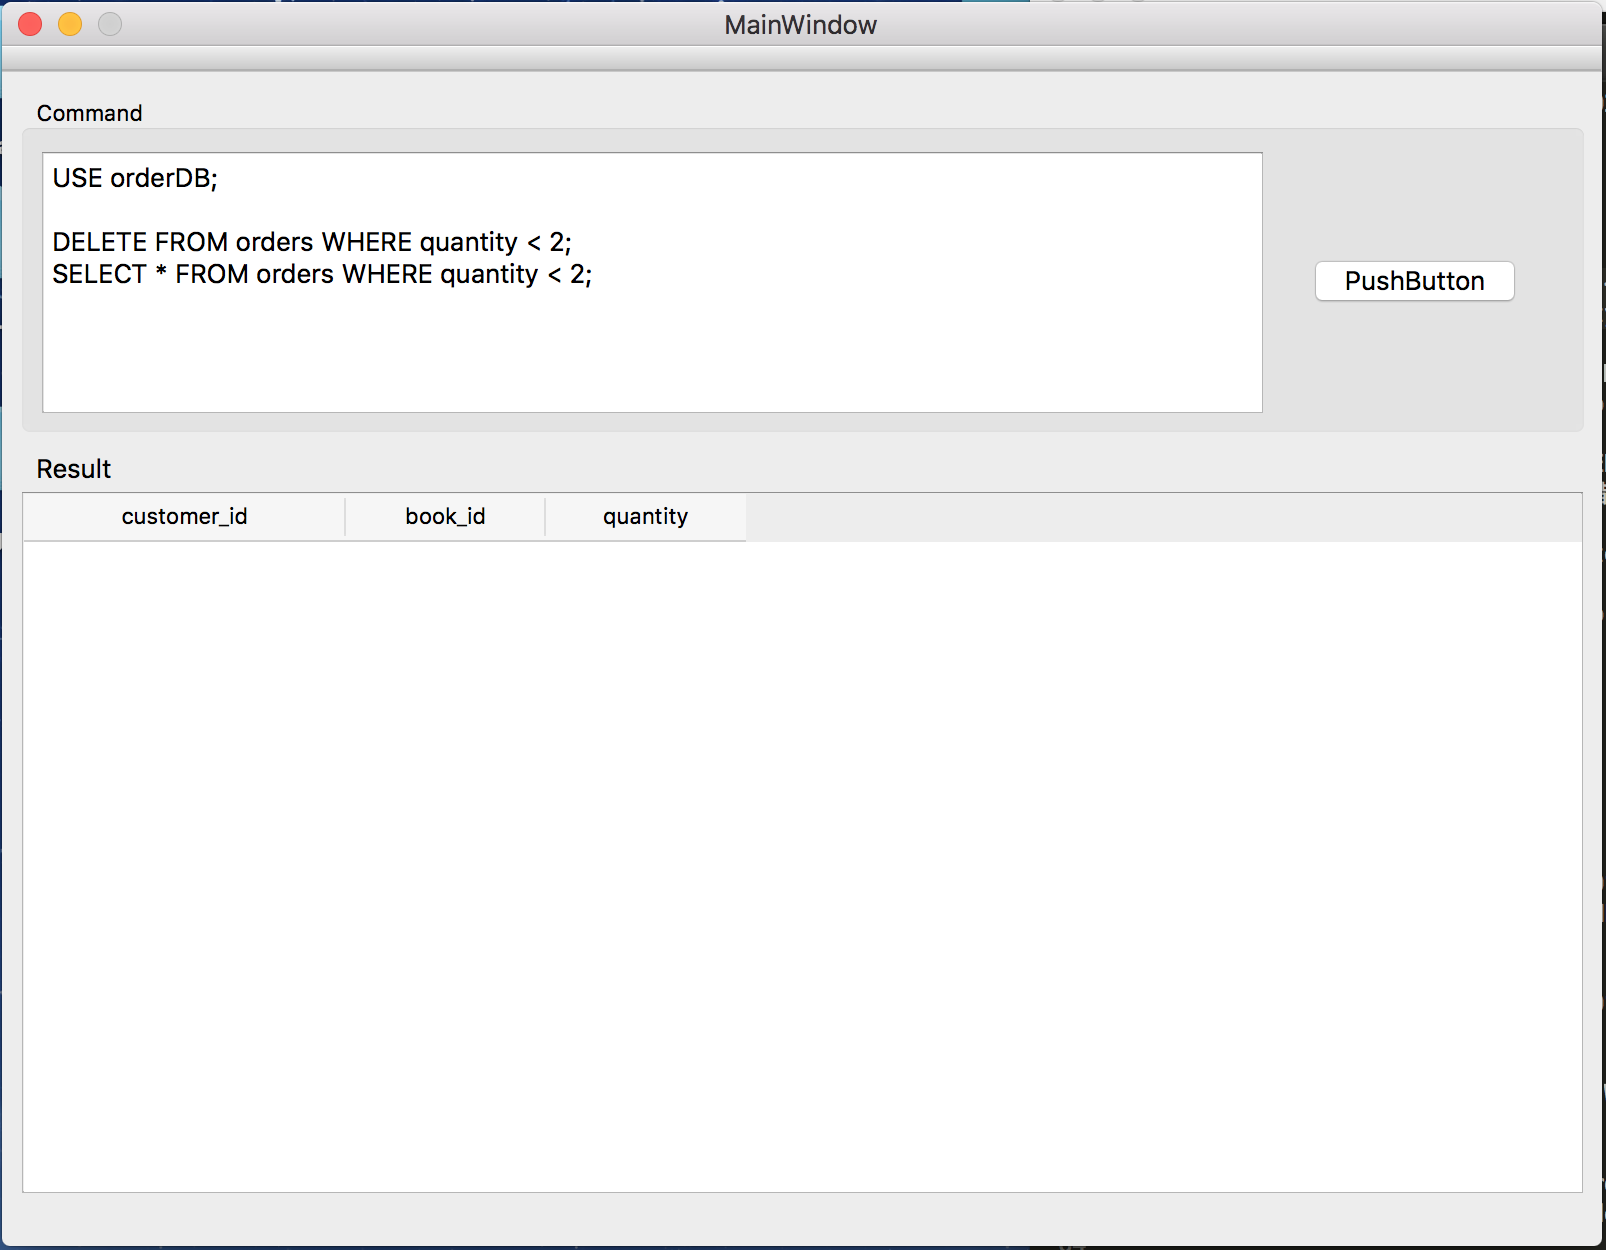 MainWindow
Command
USE orderDB;
DELETE FROM orders WHERE quantity < 2;
SELECT * FROM orders WHERE quantity < 2;
PushButton
Result
customer_id book_id quantity